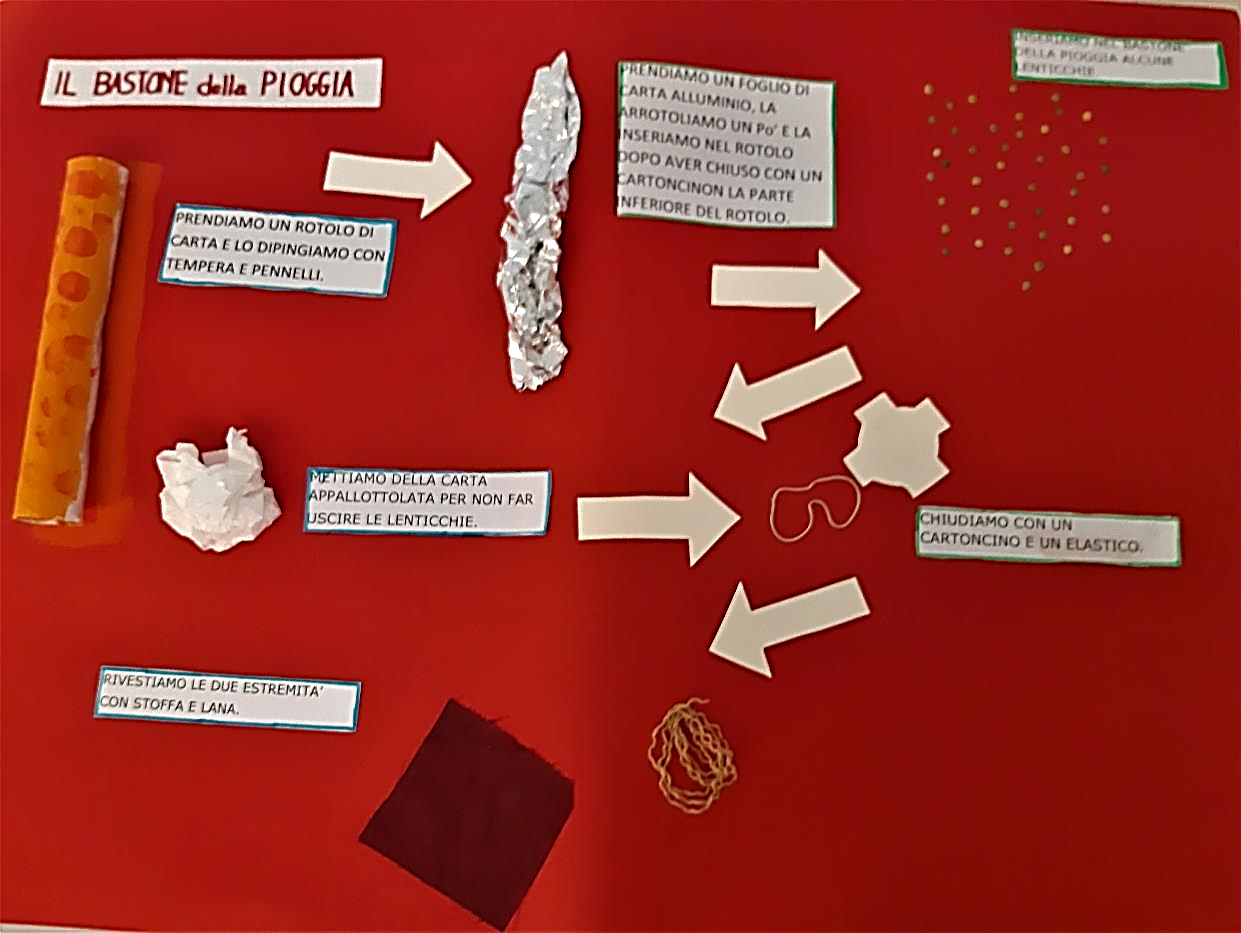 IL BASTONE della PIOGGIA
PRENDIAMO UN ROTOLO DI
CARTA E LO DIPINGIAMO CON
TEMPERA E PENNELLI.
PRENDIAMO UN FOGLIO DI
CARTA ALLUMINIO, LA
ARROTOLIAMO UN Po' E LA
INSERIAMO NEL ROTOLO
DOPO AVER CHIUSO CON UN
CARTONCINON LA PARTE
INFERIORE DEL ROTOLO.
INSERIAMO NEL BASTONE
DELLA PIOGGIA ALCUNE
LENTICCHIE.
METTIAMO DELLA CARTA
APPALLOTTOLATA PER NON FAR
USCIRE LE LENTICCHIE.
CHIUDIAMO CON UN
CARTONCINO E UN ELASTICO.
RIVESTIAMO LE DUE ESTREMITA'
CON STOFFA E LANA.